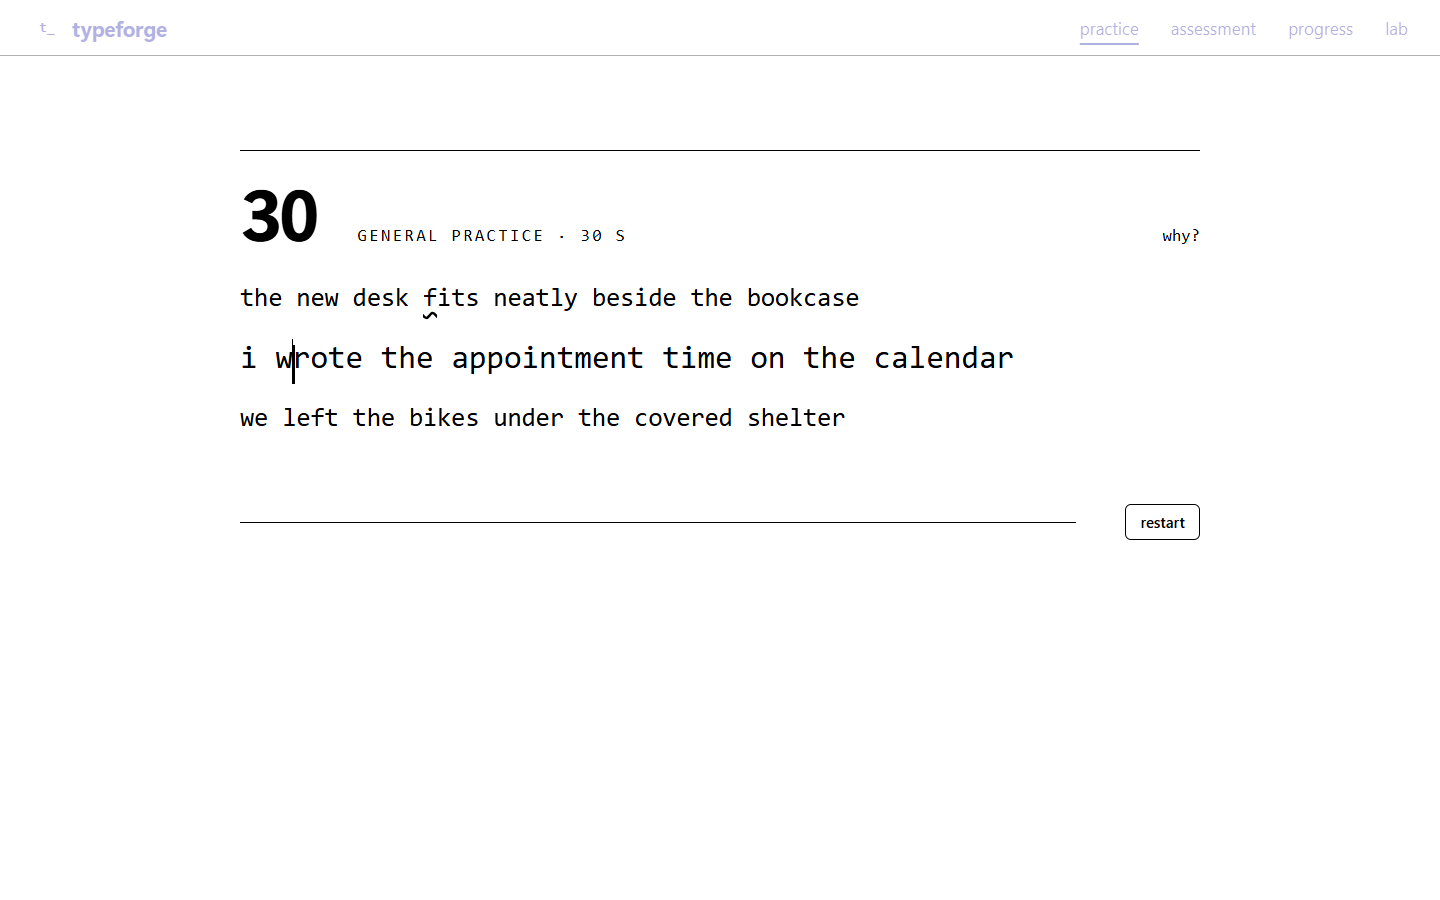 t_ typeforge practice assessment progress lab
30 GENERAL PRACTICE · 30 S why?
the new desk fits neatly beside the bookcase
i wrote the appointment time on the calendar
we left the bikes under the covered shelter
restart